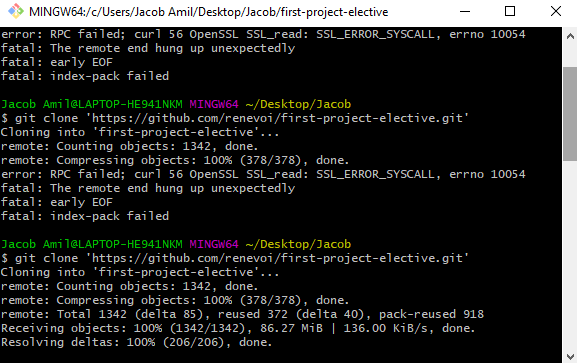 MINGW64:/c/Users/Jacob Amil/Desktop/Jacob/first-project-elective
error: RPC failed; curl 56 OpenSSL SSL_read: SSL_ERROR_SYSCALL, errno 10054
fatal: The remote end hung up unexpectedly
fatal: early EOF
fatal: index-pack failed
Jacob Amil@LAPTOP-HE941NKM MINGW64 ~/Desktop/Jacob
$ git clone 'https://github.com/renevoi/first-project-elective.git'
Cloning into 'first-project-elective'...
remote: Counting objects: 1342, done.
remote: Compressing objects: 100% (378/378), done.
error: RPC failed; curl 56 OpenSSL SSL_read: SSL_ERROR_SYSCALL, errno 10054
fatal: The remote end hung up unexpectedly
fatal: early EOF
fatal: index-pack failed
Jacob Amil@LAPTOP-HE941NKM MINGW64 ~/Desktop/Jacob
$ git clone 'https://github.com/renevoi/first-project-elective.git'
Cloning into 'first-project-elective'...
remote: Counting objects: 1342, done.
remote: Compressing objects: 100% (378/378), done.
remote: Total 1342 (delta 85), reused 372 (delta 40), pack-reused 918
Receiving objects: 100% (1342/1342), 86.27 MiB | 136.00 KiB/s, done.
Resolving deltas: 100% (206/206), done.